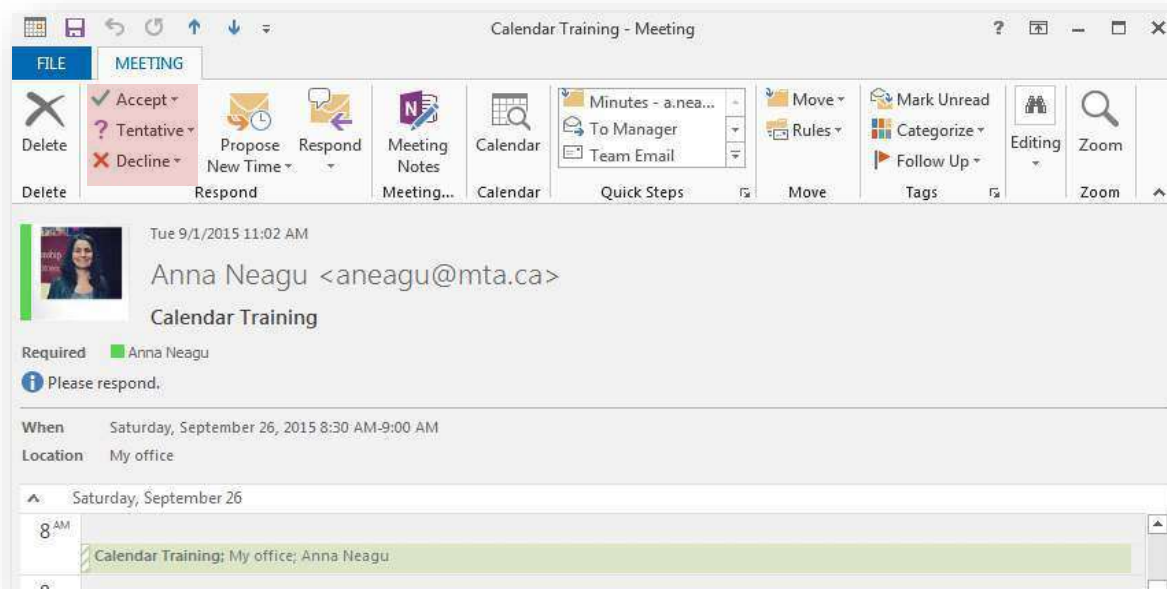 Calendar Training - Meeting
FILE MEETING
Delete
Accept
Tentative
Decline
Propose New Time
Respond
Meeting Notes
Calendar
Minutes - a.nea...
To Manager
Team Email
Move
Rules
Mark Unread
Categorize
Follow Up
Editing
Zoom
Delete Respond Meeting... Calendar Quick Steps Move Tags Zoom
Tue 9/1/2015 11:02 AM
Anna Neagu <aneagu@mta.ca>
Calendar Training
Required Anna Neagu
Please respond.
When Saturday, September 26, 2015 8:30 AM-9:00 AM
Location My office
Saturday, September 26
8 AM
Calendar Training; My office; Anna Neagu